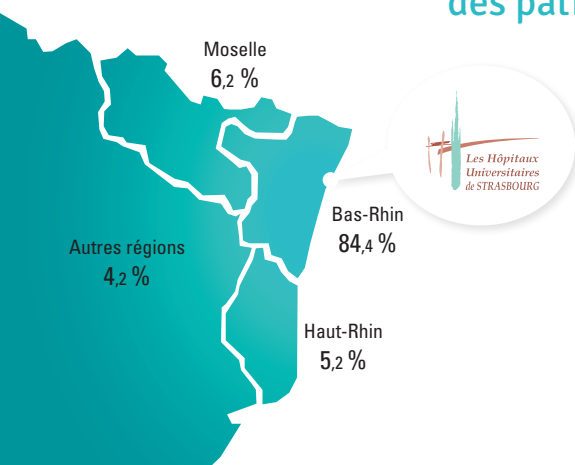 des
Moselle
6,2 %
Les Hôpitaux
Universitaires
de STRASBOURG
Bas-Rhin
84,4 %
Autres régions
4,2 %
Haut-Rhin
5,2 %